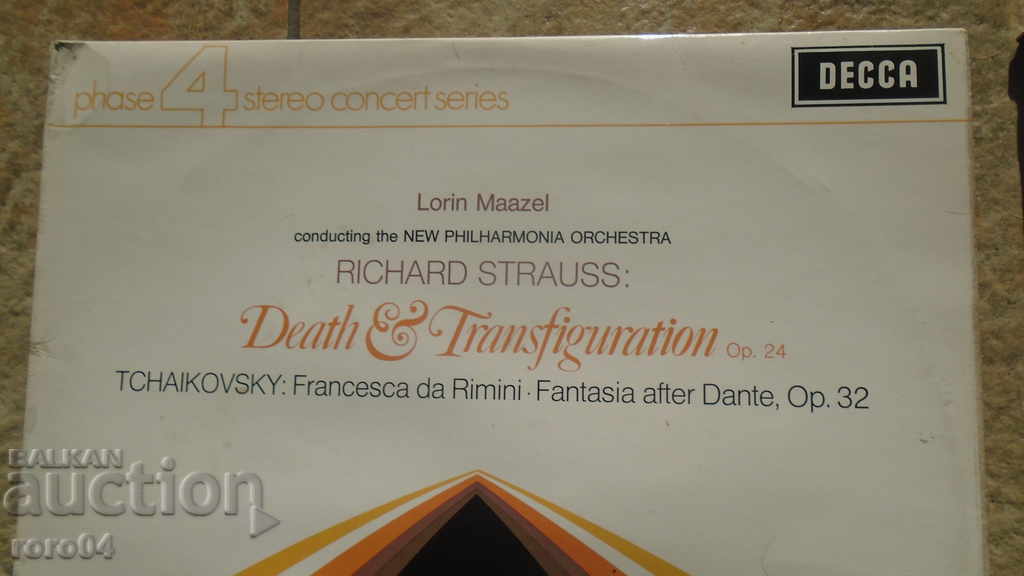 phase 4 stereo concert series
DECCA
Lorin Maazel
conducting the NEW PHILHARMONIA ORCHESTRA
RICHARD STRAUSS:
Death & Transfiguration Op. 24
TCHAIKOVSKY: Francesca da Rimini · Fantasia after Dante, Op. 32
BALKAN
auction
roro04